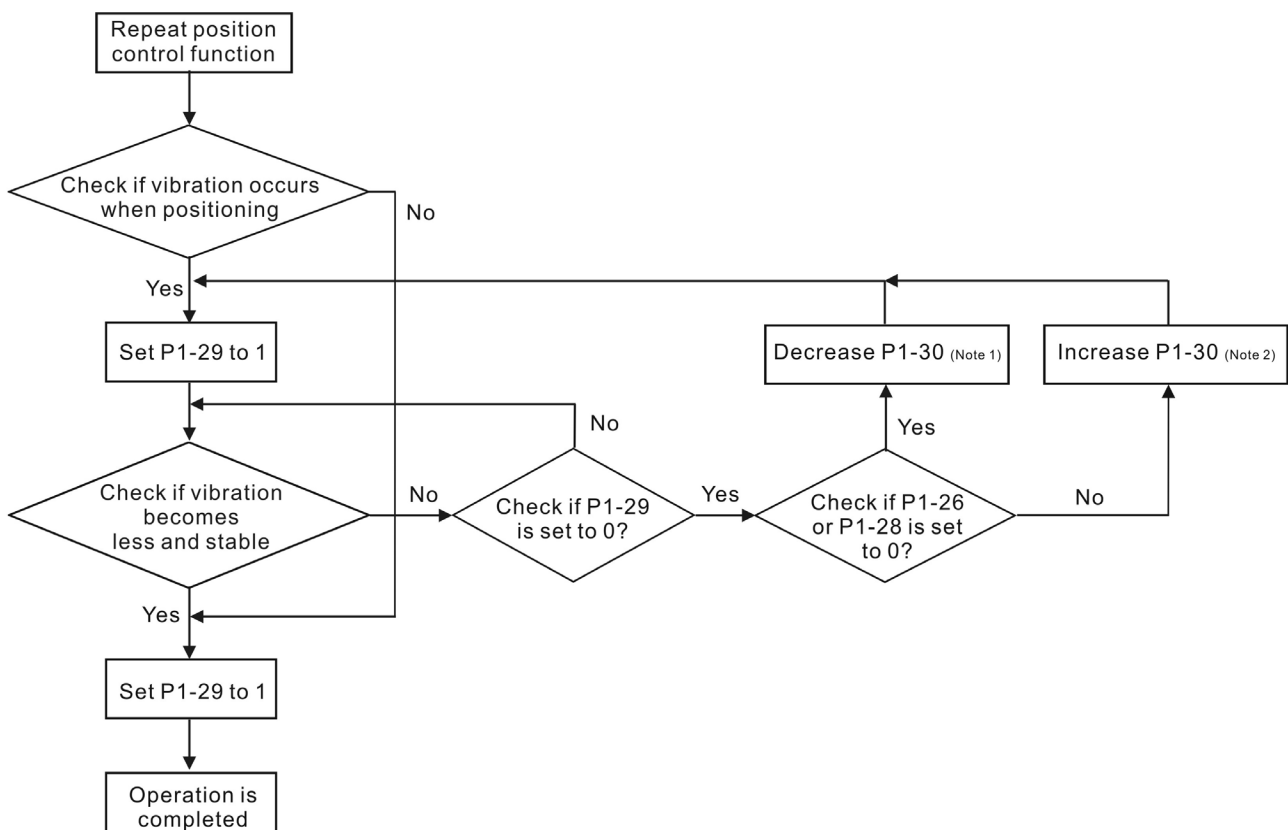 Repeat position
control function
Check if vibration occurs
when positioning
No
Yes
Set P1-29 to 1
Decrease P1-30 (Note 1)
Increase P1-30 (Note 2)
No
Yes
Check if vibration
becomes
less and stable
No
Check if P1-29
is set to 0?
Yes
Check if P1-26
or P1-28 is set
to 0?
No
Yes
Set P1-29 to 1
Operation is
completed